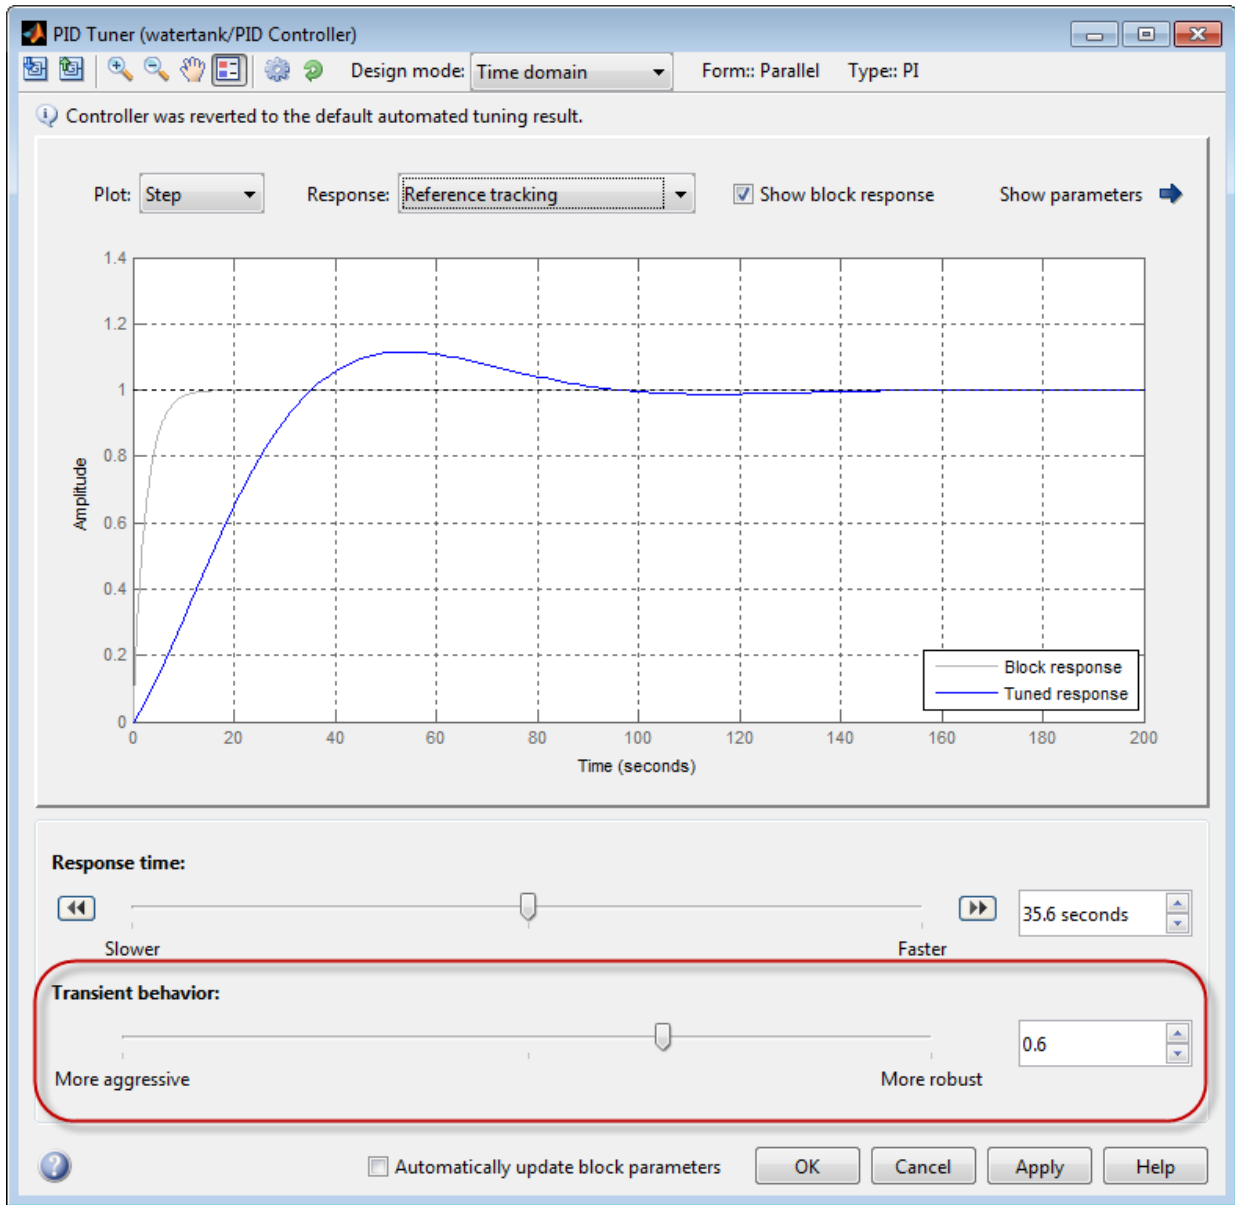 PID Tuner (watertank/PID Controller)
Design mode: Time domain Form:: Parallel Type:: PI
Controller was reverted to the default automated tuning result.
Plot: Step Response: Reference tracking Show block response Show parameters
1.4
1.2
1
0.8
0.6
0.4
0.2
0
Amplitude
Block response
Tuned response
0 20 40 60 80 100 120 140 160 180 200
Time (seconds)
Response time:
35.6 seconds
Slower Faster
Transient behavior:
0.6
More aggressive More robust
Automatically update block parameters OK Cancel Apply Help